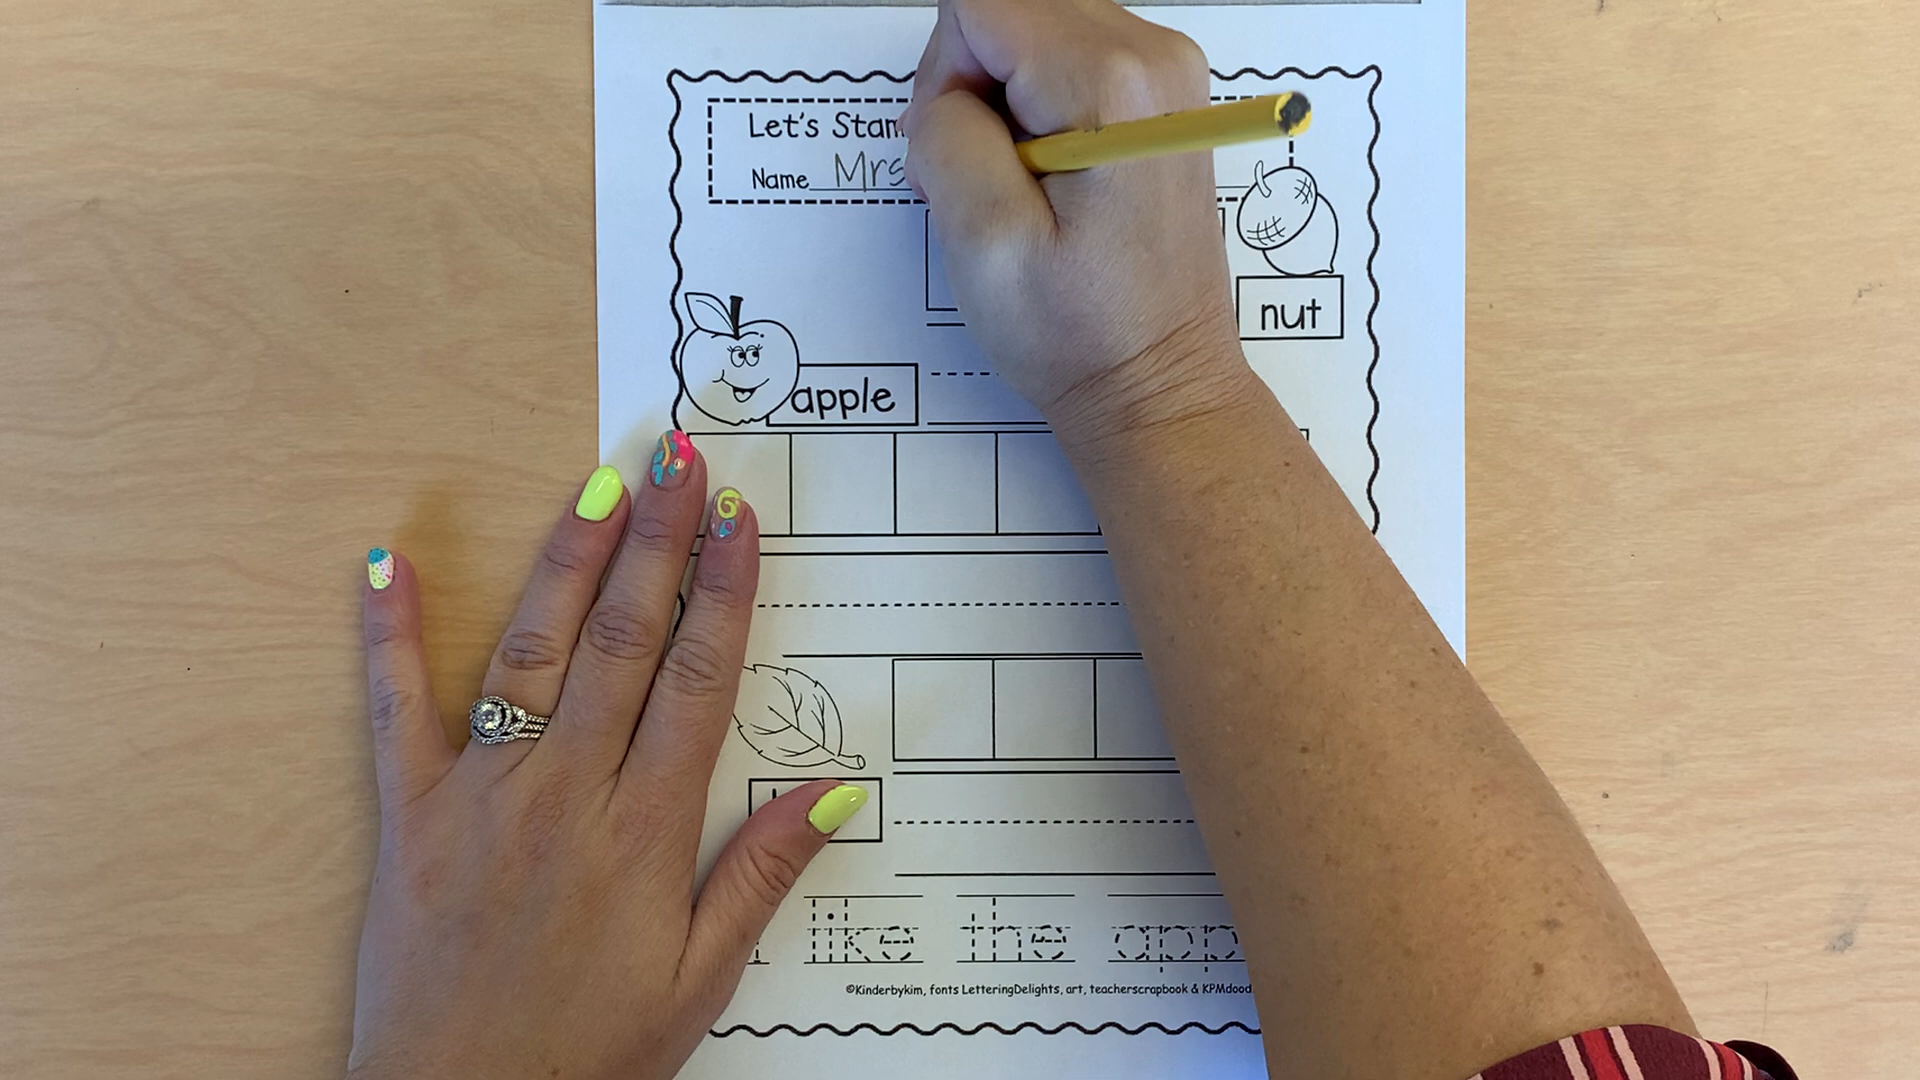 Let's Stam
Name Mrs
nut
apple
like the app
©Kinderbykim, fonts LetteringDelights, art, teacherscrapbook & KPMdood